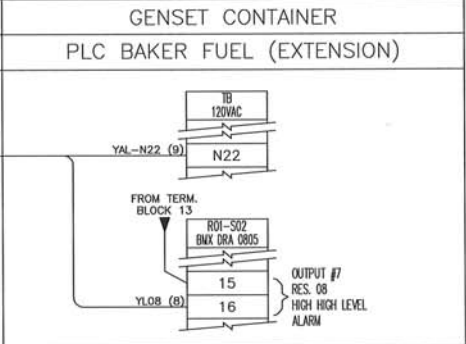 GENSET CONTAINER
PLC BAKER FUEL (EXTENSION)
TB
120VAC
YAL-N22 (9)
N22
FROM TERM.
BLOCK 13
R01-S02
BMX DRA 0805
15
16
YL08 (8)
OUTPUT #7
RES. 08
HIGH HIGH LEVEL
ALARM